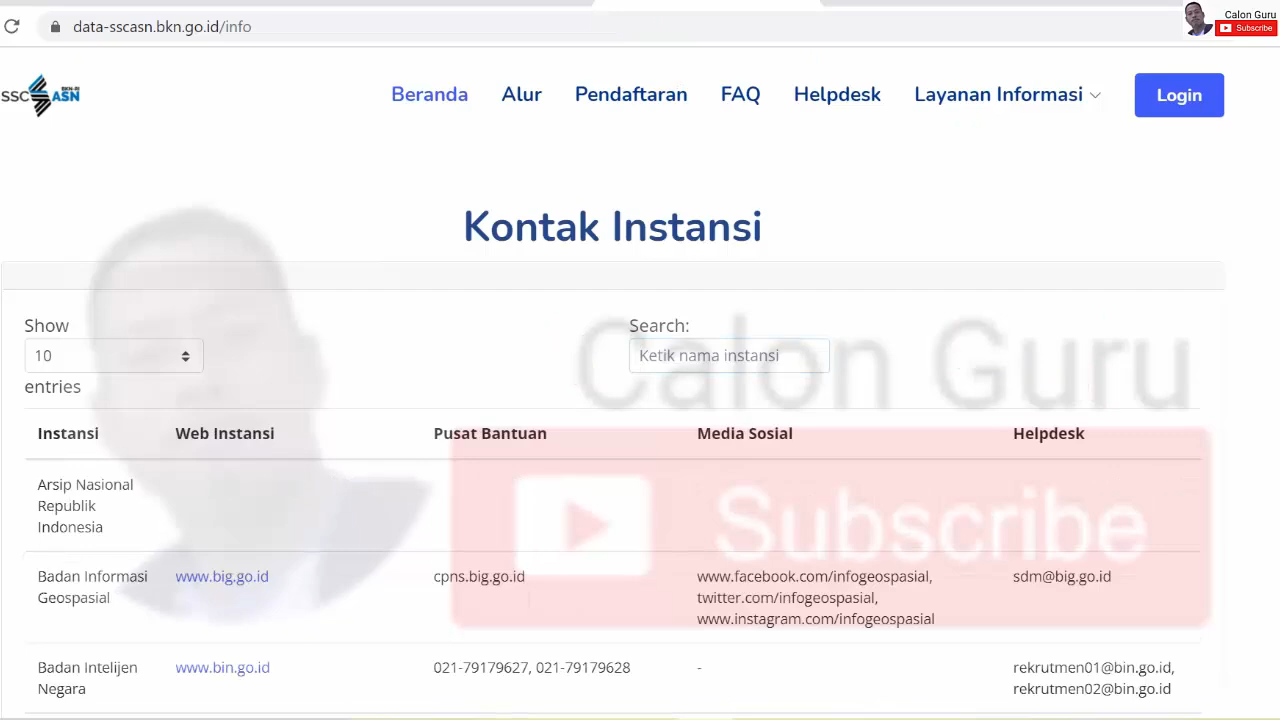 data-sscasn.bkn.go.id/info
Calon Guru
Subscribe
SSC ASN BKN-RI
Beranda Alur Pendaftaran FAQ Helpdesk Layanan Informasi Login
Kontak Instansi
Show
10
entries
Search:
Ketik nama instansi
Calon Guru
Subscribe
Instansi Web Instansi Pusat Bantuan Media Sosial Helpdesk
Arsip Nasional
Republik
Indonesia
Badan Informasi www.big.go.id cpns.big.go.id www.facebook.com/infogeospasial, sdm@big.go.id
Geospasial twitter.com/infogeospasial,
www.instagram.com/infogeospasial
Badan Intelijen www.bin.go.id 021-79179627, 021-79179628 - rekrutmen01@bin.go.id,
Negara rekrutmen02@bin.go.id